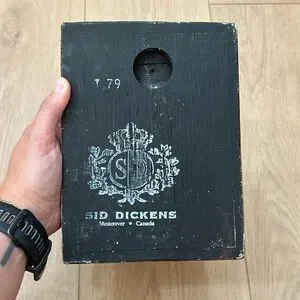 T 79
SD
SID DICKENS
Vancouver • Canada